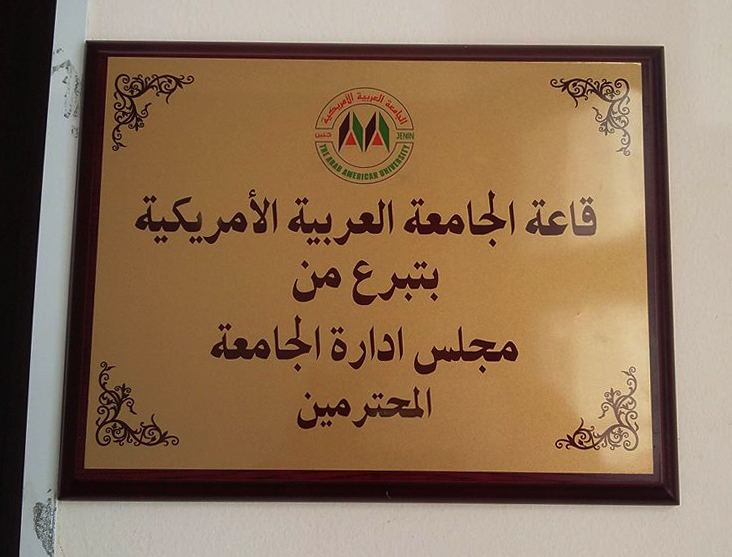 الجامعة العربية الأمريكية
جنين JENIN
THE ARAB AMERICAN UNIVERSITY
قاعة الجامعة العربية الأمريكية
بتبرع من
مجلس ادارة الجامعة
المحترمين